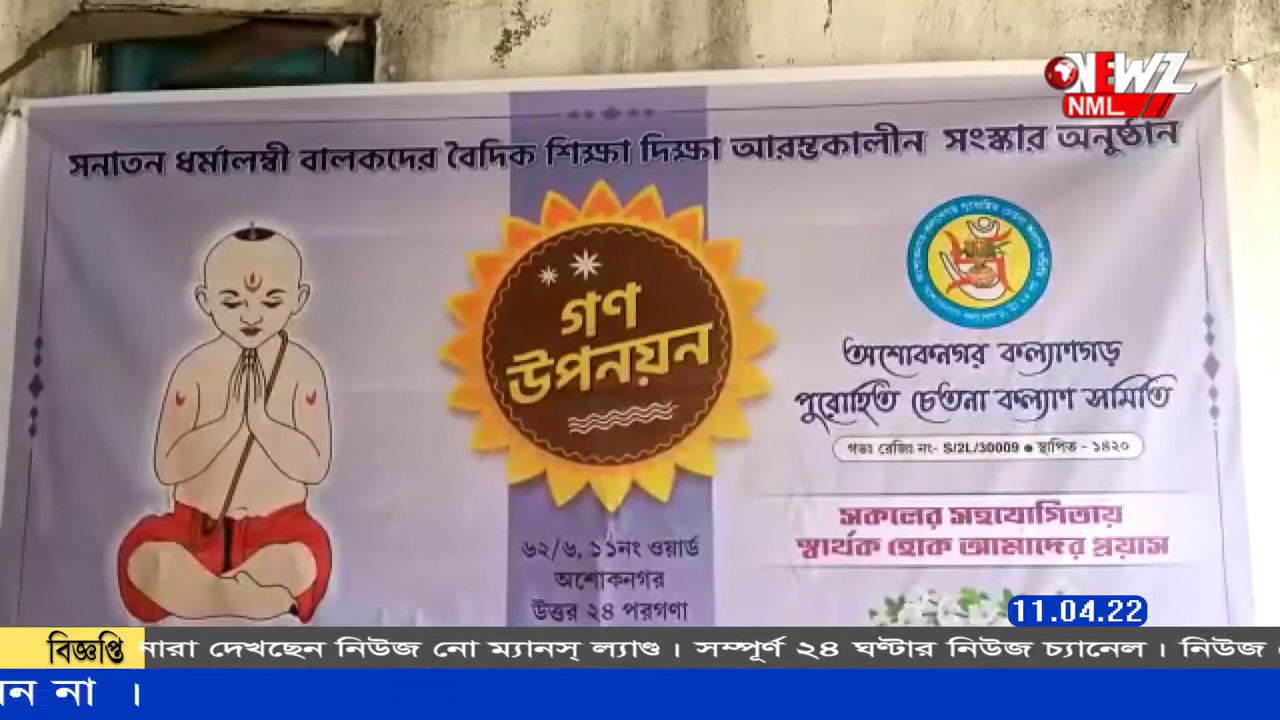 NEWZ
NML
সনাতন ধর্মালম্বী বালকদের বৈদিক শিক্ষা দিক্ষা আরম্ভকালীন সংস্কার অনুষ্ঠান
গণ
উপনয়ন
অশোকনগর কল্যাণগড়
পুরোহিত চেতনা কল্যাণ সমিতি
গভঃ রেজিঃ নং- S/2L/30009 ● স্থাপিত - ১৪২০
সকলের সহযোগিতায়
স্বার্থক হোক আমাদের প্রয়াস
৬২/৬, ১১নং ওয়ার্ড
অশোকনগর
উত্তর ২৪ পরগণা
11.04.22
বিজ্ঞপ্তি
নারা দেখছেন নিউজ নো ম্যানস্ ল্যাণ্ড । সম্পূর্ণ ২৪ ঘণ্টার নিউজ চ্যানেল । নিউজ
ন না ।